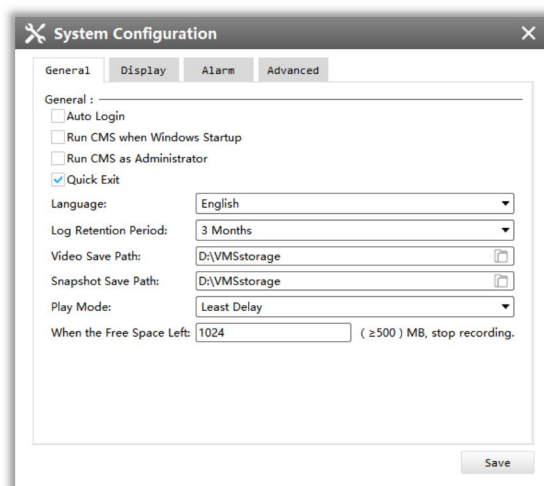 System Configuration
General Display Alarm Advanced
General :
Auto Login
Run CMS when Windows Startup
Run CMS as Administrator
Quick Exit
Language: English
Log Retention Period: 3 Months
Video Save Path: D:\VMSstorage
Snapshot Save Path: D:\VMSstorage
Play Mode: Least Delay
When the Free Space Left: 1024 ( ≥500 ) MB, stop recording.
Save